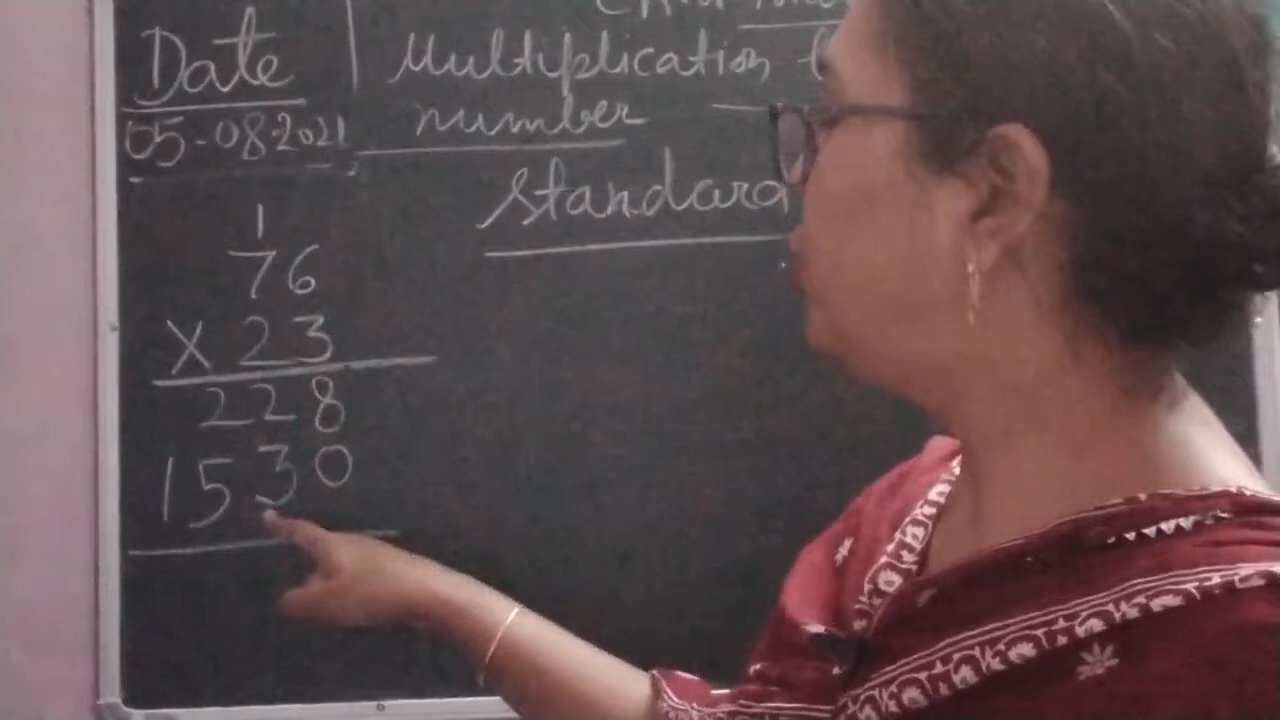 Date
Multiplication
05-08-2021
number —
standard
1
76
X 23
228
1530